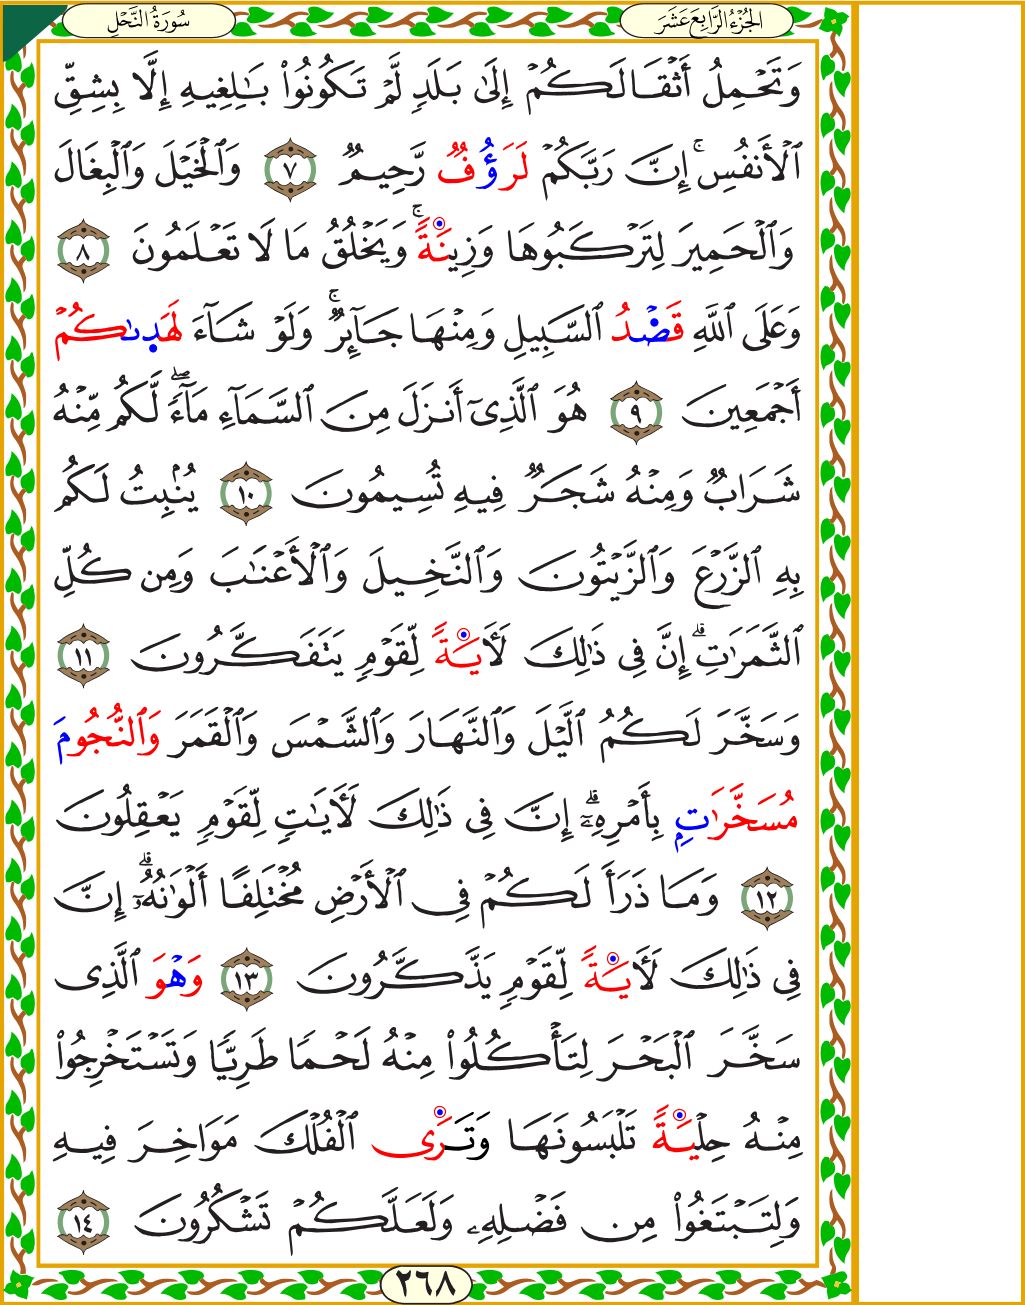 سُورَةُ النَّحْلِ
الجُزْءُ الرَّابِعَ عَشَرَ
وَتَحْمِلُ أَثْقَالَكُمْ إِلَىٰ بَلَدٍ لَّمْ تَكُونُوا۟ بَـٰلِغِيهِ إِلَّا بِشِقِّ
ٱلْأَنفُسِ ۚ إِنَّ رَبَّكُمْ لَرَؤُفٌ رَّحِيمٌ ٧ وَٱلْخَيْلَ وَٱلْبِغَالَ
وَٱلْحَمِيرَ لِتَرْكَبُوهَا وَزِينَةً ۚ وَيَخْلُقُ مَا لَا تَعْلَمُونَ ٨
وَعَلَى ٱللَّهِ قَصْدُ ٱلسَّبِيلِ وَمِنْهَا جَآئِرٌ ۚ وَلَوْ شَآءَ لَهَدٜىٰكُمْ
أَجْمَعِينَ ٩ هُوَ ٱلَّذِىٓ أَنزَلَ مِنَ ٱلسَّمَآءِ مَآءً ۖ لَّكُم مِّنْهُ
شَرَابٌ وَمِنْهُ شَجَرٌ فِيهِ تُسِيمُونَ ١٠ يُنۢبِتُ لَكُم
بِهِ ٱلزَّرْعَ وَٱلزَّيْتُونَ وَٱلنَّخِيلَ وَٱلْأَعْنَـٰبَ وَمِن كُلِّ
ٱلثَّمَرَٰتِ ۗ إِنَّ فِى ذَٰلِكَ لَـَٔايَةً لِّقَوْمٍ يَتَفَكَّرُونَ ١١
وَسَخَّرَ لَكُمُ ٱلَّيْلَ وَٱلنَّهَارَ وَٱلشَّمْسَ وَٱلْقَمَرَ وَٱلنُّجُومَ
مُسَخَّرَٰتٍۭ بِأَمْرِهِۦٓ ۗ إِنَّ فِى ذَٰلِكَ لَـَٔايَـٰتٍ لِّقَوْمٍ يَعْقِلُونَ
١٢ وَمَا ذَرَأَ لَكُمْ فِى ٱلْأَرْضِ مُخْتَلِفًا أَلْوَٰنُهُۥٓ ۗ إِنَّ
فِى ذَٰلِكَ لَـَٔايَةً لِّقَوْمٍ يَذَّكَّرُونَ ١٣ وَهْوَ ٱلَّذِى
سَخَّرَ ٱلْبَحْرَ لِتَأْكُلُوا۟ مِنْهُ لَحْمًا طَرِيًّا وَتَسْتَخْرِجُوا۟
مِنْهُ حِلْيَةً تَلْبَسُونَهَا وَتَرَى ٱلْفُلْكَ مَوَاخِرَ فِيهِ
وَلِتَبْتَغُوا۟ مِن فَضْلِهِۦ وَلَعَلَّكُمْ تَشْكُرُونَ ١٤
٢٦٨